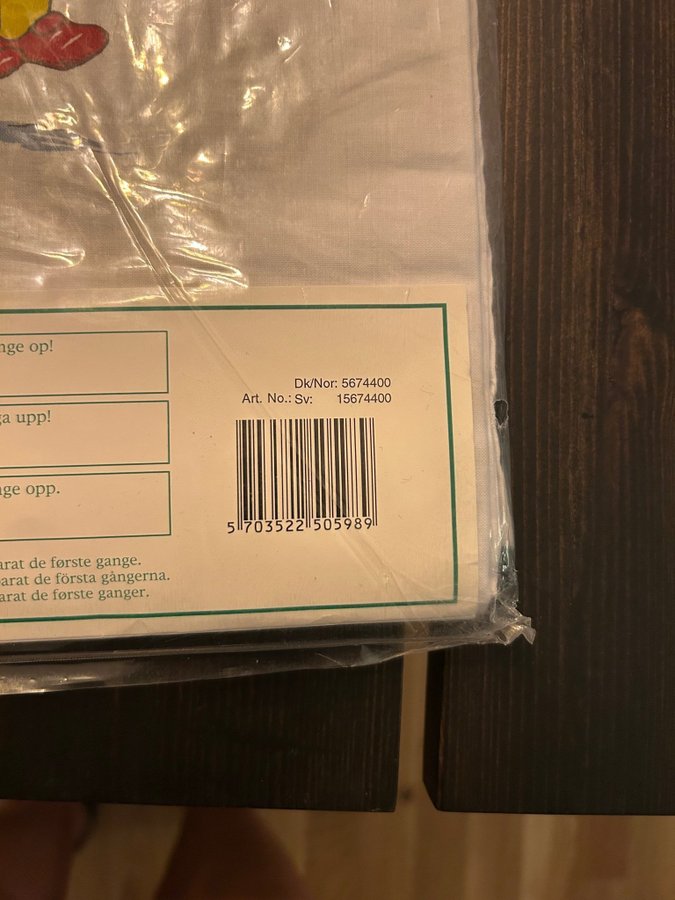 nge op!
ga upp!
nge opp.
Dk/Nor: 5674400
Art. No.: Sv: 15674400
5 703522 505989
arat de første gange.
parat de första gångerna.
arat de første ganger.